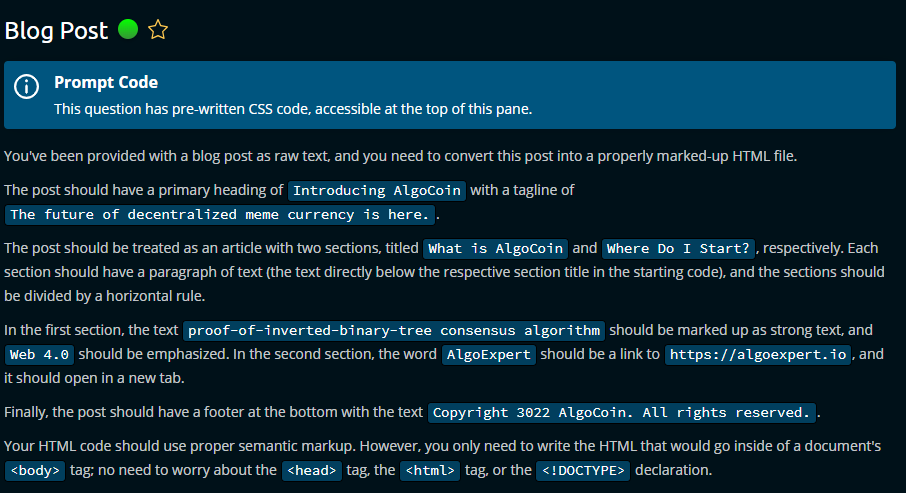 Blog Post
Prompt Code
This question has pre-written CSS code, accessible at the top of this pane.
You've been provided with a blog post as raw text, and you need to convert this post into a properly marked-up HTML file.
The post should have a primary heading of Introducing AlgoCoin with a tagline of
The future of decentralized meme currency is here. .
The post should be treated as an article with two sections, titled What is AlgoCoin and Where Do I Start? , respectively. Each
section should have a paragraph of text (the text directly below the respective section title in the starting code), and the sections should
be divided by a horizontal rule.
In the first section, the text proof-of-inverted-binary-tree consensus algorithm should be marked up as strong text, and
Web 4.0 should be emphasized. In the second section, the word AlgoExpert should be a link to https://algoexpert.io , and
it should open in a new tab.
Finally, the post should have a footer at the bottom with the text Copyright 3022 AlgoCoin. All rights reserved. .
Your HTML code should use proper semantic markup. However, you only need to write the HTML that would go inside of a document's
<body> tag; no need to worry about the <head> tag, the <html> tag, or the <!DOCTYPE> declaration.